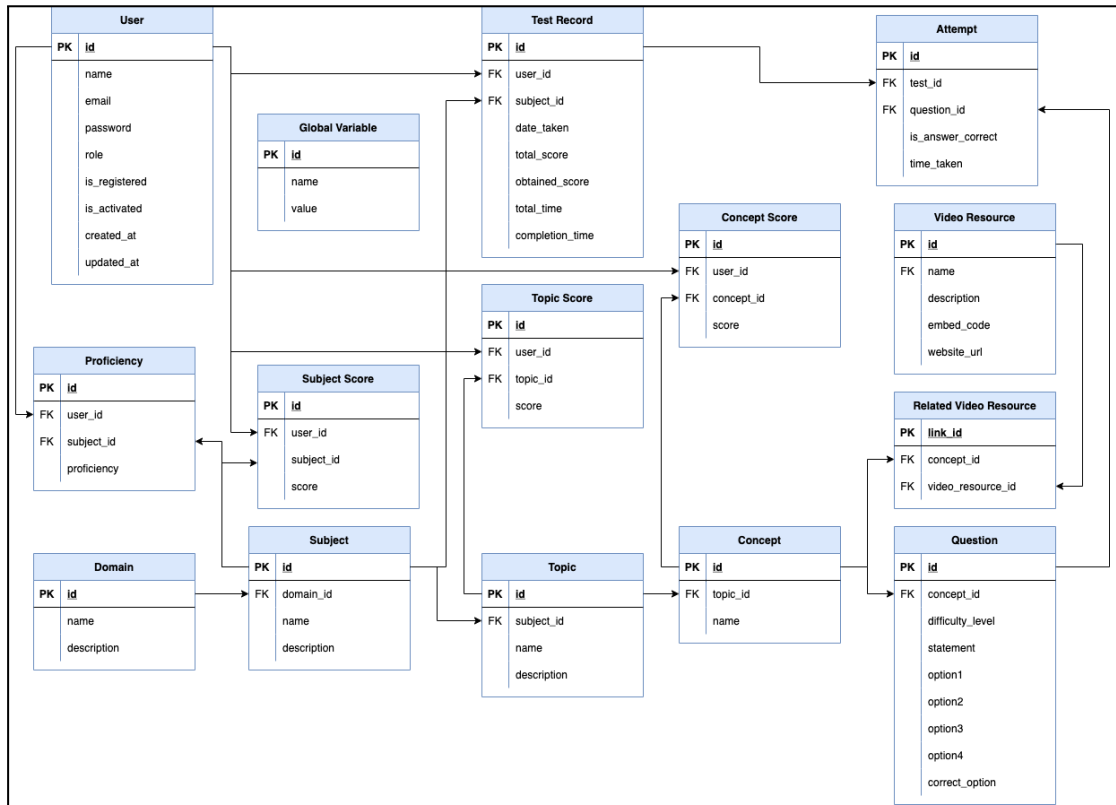 User
PK id
name
email
password
role
is_registered
is_activated
created_at
updated_at
Global Variable
PK id
name
value
Test Record
PK id
FK user_id
FK subject_id
date_taken
total_score
obtained_score
total_time
completion_time
Attempt
PK id
FK test_id
FK question_id
is_answer_correct
time_taken
Concept Score
PK id
FK user_id
FK concept_id
score
Video Resource
PK id
FK name
description
embed_code
website_url
Topic Score
PK id
FK user_id
FK topic_id
score
Proficiency
PK id
FK user_id
FK subject_id
proficiency
Subject Score
PK id
FK user_id
subject_id
score
Related Video Resource
PK link_id
FK concept_id
FK video_resource_id
Domain
PK id
name
description
Subject
PK id
FK domain_id
name
description
Topic
PK id
FK subject_id
name
description
Concept
PK id
FK topic_id
name
Question
PK id
FK concept_id
difficulty_level
statement
option1
option2
option3
option4
correct_option